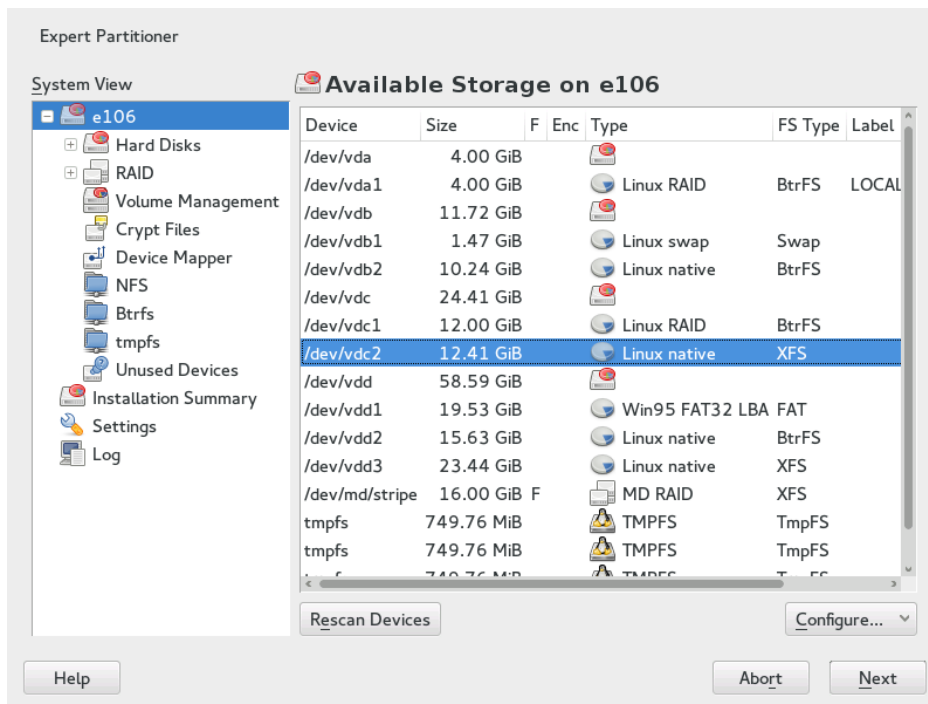 Expert Partitioner
System View
e106
Hard Disks
RAID
Volume Management
Crypt Files
Device Mapper
NFS
Btrfs
tmpfs
Unused Devices
Installation Summary
Settings
Log
Available Storage on e106
Device Size F Enc Type FS Type Label
/dev/vda 4.00 GiB
/dev/vda1 4.00 GiB Linux RAID BtrFS LOCAL
/dev/vdb 11.72 GiB
/dev/vdb1 1.47 GiB Linux swap Swap
/dev/vdb2 10.24 GiB Linux native BtrFS
/dev/vdc 24.41 GiB
/dev/vdc1 12.00 GiB Linux RAID BtrFS
/dev/vdc2 12.41 GiB Linux native XFS
/dev/vdd 58.59 GiB
/dev/vdd1 19.53 GiB Win95 FAT32 LBA FAT
/dev/vdd2 15.63 GiB Linux native BtrFS
/dev/vdd3 23.44 GiB Linux native XFS
/dev/md/stripe 16.00 GiB F MD RAID XFS
tmpfs 749.76 MiB TMPFS TmpFS
tmpfs 749.76 MiB TMPFS TmpFS
Rescan Devices
Configure...
Help
Abort
Next